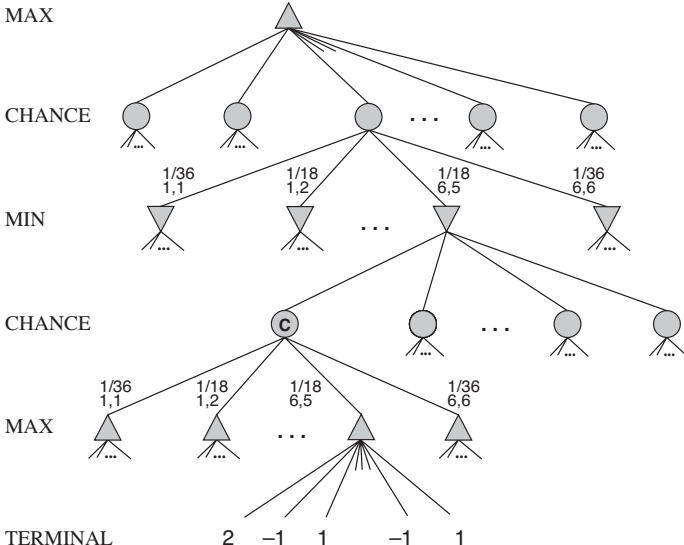 MAX
CHANCE
. . .
... ... ... ... ...
1/36 1/18 1/18 1/36
1,1 1,2 6,5 6,6
MIN
. . .
... ... ...
CHANCE
C
. . .
... ... ...
1/36 1/18 1/18 1/36
1,1 1,2 6,5 6,6
MAX
. . .
... ... ...
TERMINAL 2 –1 1 –1 1